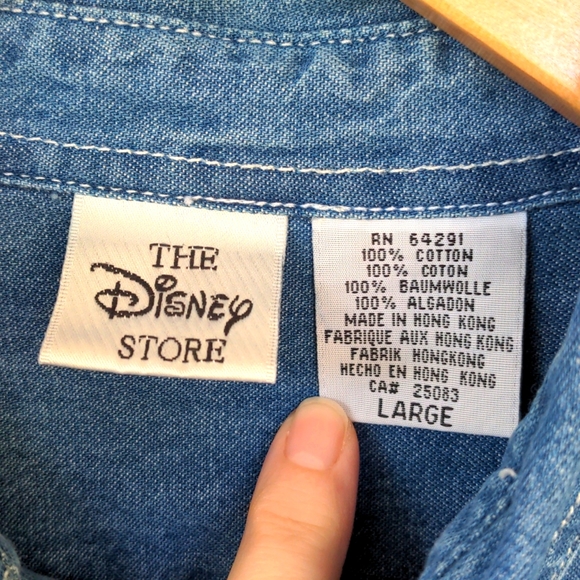 THE
Disney
STORE
RN 64291
100% COTTON
100% COTON
100% BAUMWOLLE
100% ALGADON
MADE IN HONG KONG
FABRIQUE AUX HONG KONG
FABRIK HONGKONG
HECHO EN HONG KONG
CA# 25083
LARGE